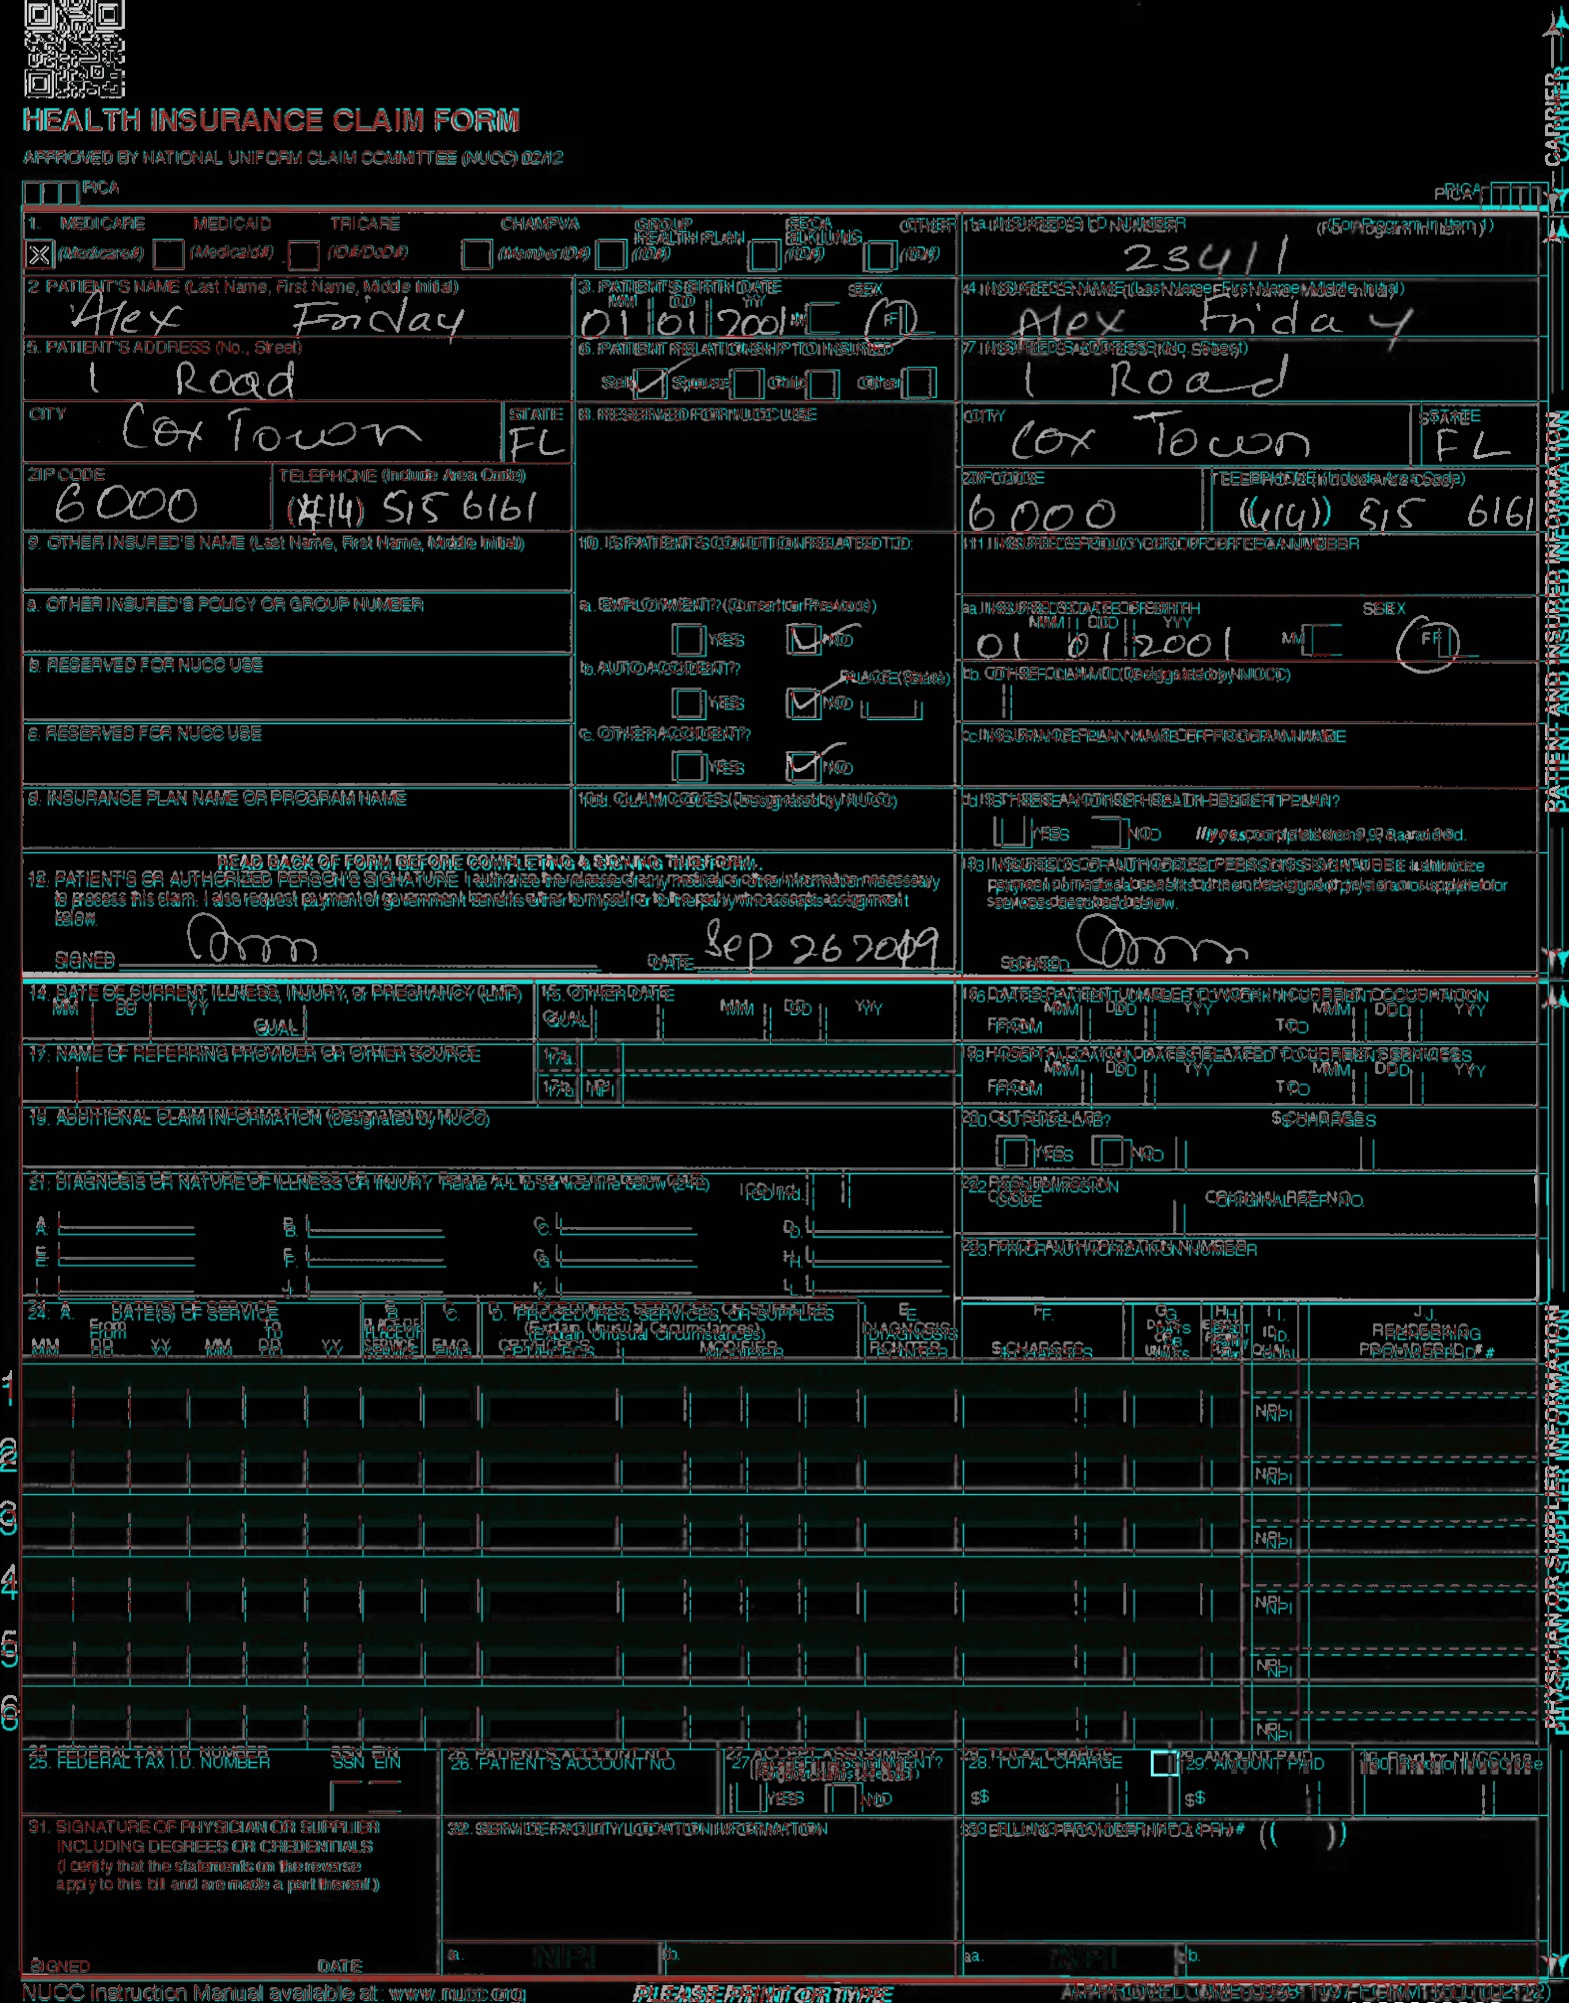 HEALTH INSURANCE CLAIM FORM
APPROVED BY NATIONAL UNIFORM CLAIM COMMITTEE (NUCC) 02/12
PICA PICA
1. MEDICARE MEDICAID TRICARE CHAMPVA GROUP HEALTH PLAN FECA BLK LUNG OTHER 1a. INSURED'S I.D. NUMBER (For Program in Item 1)
(Medicare#) (Medicaid#) (ID#/DoD#) (Member ID#) (ID#) (ID#) (ID#) 23411
2. PATIENT'S NAME (Last Name, First Name, Middle Initial) 3. PATIENT'S BIRTH DATE SEX 4. INSURED'S NAME (Last Name, First Name, Middle Initial)
MM DD YY
Alex Friday 01 01 2001 M F Alex Friday
5. PATIENT'S ADDRESS (No., Street) 6. PATIENT RELATIONSHIP TO INSURED 7. INSURED'S ADDRESS (No., Street)
1 Road Self Spouse Child Other 1 Road
CITY STATE 8. RESERVED FOR NUCC USE CITY STATE
Cox Town FL Cox Town FL
ZIP CODE TELEPHONE (Include Area Code) ZIP CODE TELEPHONE (Include Area Code)
6000 (414) 515 6161 6000 (414) 515 6161
9. OTHER INSURED'S NAME (Last Name, First Name, Middle Initial) 10. IS PATIENT'S CONDITION RELATED TO: 11. INSURED'S POLICY GROUP OR FECA NUMBER
a. OTHER INSURED'S POLICY OR GROUP NUMBER a. EMPLOYMENT? (Current or Previous) a. INSURED'S DATE OF BIRTH SEX
MM DD YY
YES NO 01 01 2001 M F
b. RESERVED FOR NUCC USE b. AUTO ACCIDENT? PLACE (State) b. OTHER CLAIM ID (Designated by NUCC)
YES NO
c. RESERVED FOR NUCC USE c. OTHER ACCIDENT? c. INSURANCE PLAN NAME OR PROGRAM NAME
YES NO
d. INSURANCE PLAN NAME OR PROGRAM NAME 10d. CLAIM CODES (Designated by NUCC) d. IS THERE ANOTHER HEALTH BENEFIT PLAN?
YES NO If yes, complete items 9, 9a, and 9d.
READ BACK OF FORM BEFORE COMPLETING & SIGNING THIS FORM.
12. PATIENT'S OR AUTHORIZED PERSON'S SIGNATURE I authorize the release of any medical or other information necessary
to process this claim. I also request payment of government benefits either to myself or to the party who accepts assignment
below.
SIGNED DATE Sep 26 2019
13. INSURED'S OR AUTHORIZED PERSON'S SIGNATURE I authorize
payment of medical benefits to the undersigned physician or supplier for
services described below.
SIGNED
14. DATE OF CURRENT ILLNESS, INJURY, or PREGNANCY (LMP) 15. OTHER DATE 16. DATES PATIENT UNABLE TO WORK IN CURRENT OCCUPATION
MM DD YY QUAL. QUAL. MM DD YY FROM MM DD YY TO MM DD YY
17. NAME OF REFERRING PROVIDER OR OTHER SOURCE 17a. 18. HOSPITALIZATION DATES RELATED TO CURRENT SERVICES
17b. NPI FROM MM DD YY TO MM DD YY
19. ADDITIONAL CLAIM INFORMATION (Designated by NUCC) 20. OUTSIDE LAB? $ CHARGES
YES NO
21. DIAGNOSIS OR NATURE OF ILLNESS OR INJURY Relate A-L to service line below (24E) ICD Ind. 22. RESUBMISSION CODE ORIGINAL REF. NO.
A. B. C. D.
E. F. G. H. 23. PRIOR AUTHORIZATION NUMBER
I. J. K. L.
24. A. DATE(S) OF SERVICE B. C. D. PROCEDURES, SERVICES, OR SUPPLIES E. F. G. H. I. J.
From To PLACE OF SERVICE (Explain Unusual Circumstances) DIAGNOSIS DAYS OR UNITS ID. RENDERING
MM DD YY MM DD YY EMG CPT/HCPCS MODIFIER POINTER $ CHARGES QUAL. PROVIDER ID. #
1 NPI
2 NPI
3 NPI
4 NPI
5 NPI
6 NPI
25. FEDERAL TAX I.D. NUMBER SSN EIN 26. PATIENT'S ACCOUNT NO. 27. ACCEPT ASSIGNMENT? 28. TOTAL CHARGE 29. AMOUNT PAID 30. Rsvd for NUCC Use
YES NO $ $
31. SIGNATURE OF PHYSICIAN OR SUPPLIER
INCLUDING DEGREES OR CREDENTIALS
(I certify that the statements on the reverse
apply to this bill and are made a part thereof.)
SIGNED DATE
32. SERVICE FACILITY LOCATION INFORMATION
a. NPI b.
33. BILLING PROVIDER INFO & PH # ( )
a. NPI b.
NUCC Instruction Manual available at: www.nucc.org PLEASE PRINT OR TYPE
CARRIER
PATIENT AND INSURED INFORMATION
PHYSICIAN OR SUPPLIER INFORMATION